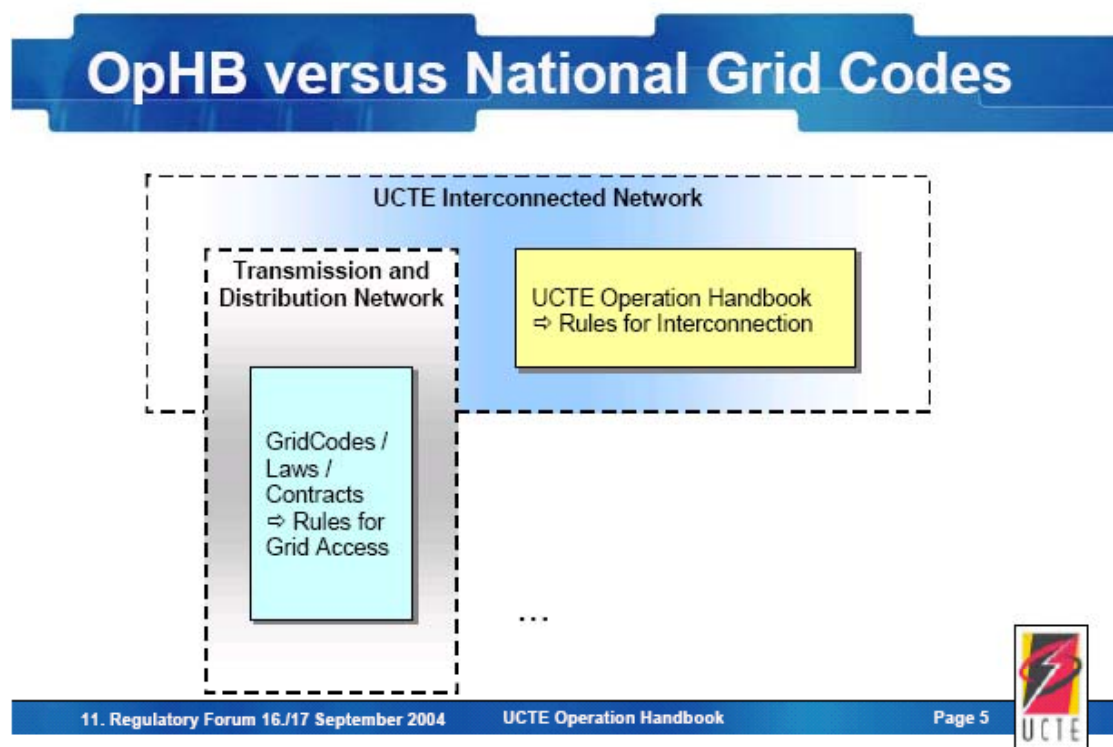 OpHB versus National Grid Codes
UCTE Interconnected Network
Transmission and
Distribution Network
UCTE Operation Handbook
⇨ Rules for Interconnection
GridCodes /
Laws /
Contracts
⇨ Rules for
Grid Access
...
11. Regulatory Forum 16./17 September 2004 UCTE Operation Handbook Page 5
UCTE